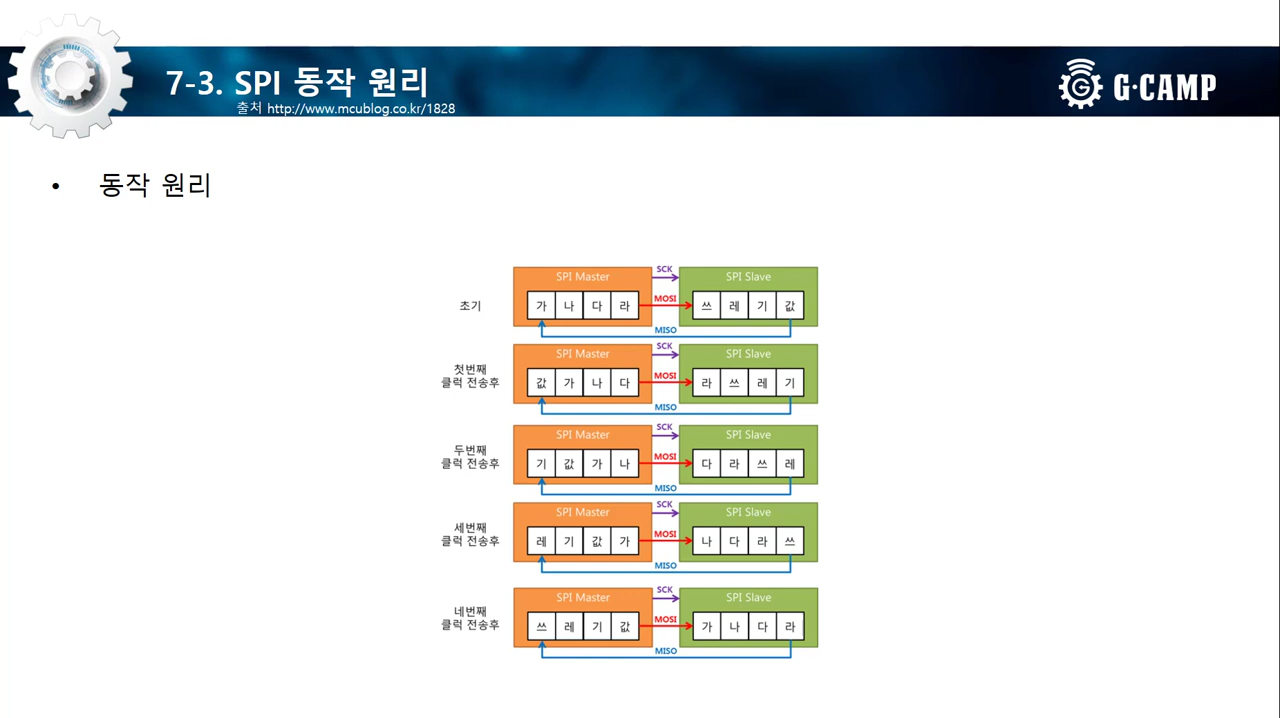 7-3. SPI 동작 원리
출처 http://www.mcublog.co.kr/1828
G·CAMP
• 동작 원리
초기
SPI Master
가 나 다 라
SCK
MOSI
MISO
SPI Slave
쓰 레 기 값
첫번째
클럭 전송후
SPI Master
값 가 나 다
SCK
MOSI
MISO
SPI Slave
라 쓰 레 기
두번째
클럭 전송후
SPI Master
기 값 가 나
SCK
MOSI
MISO
SPI Slave
다 라 쓰 레
세번째
클럭 전송후
SPI Master
레 기 값 가
SCK
MOSI
MISO
SPI Slave
나 다 라 쓰
네번째
클럭 전송후
SPI Master
쓰 레 기 값
SCK
MOSI
MISO
SPI Slave
가 나 다 라